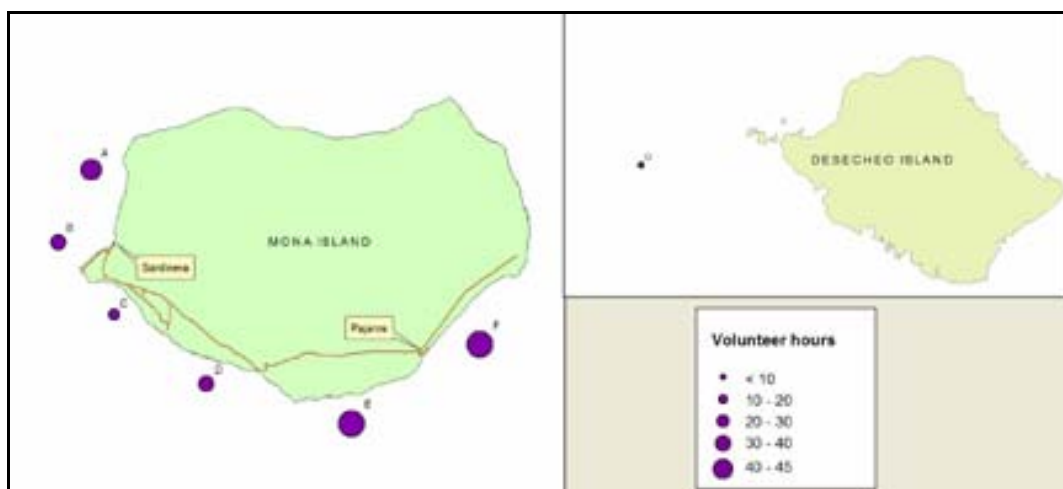 A
B
MONA ISLAND
Sardinera
C
Pajaros
F
D
E
G
DESECHEO ISLAND
Volunteer hours
< 10
10 - 20
20 - 30
30 - 40
40 - 45